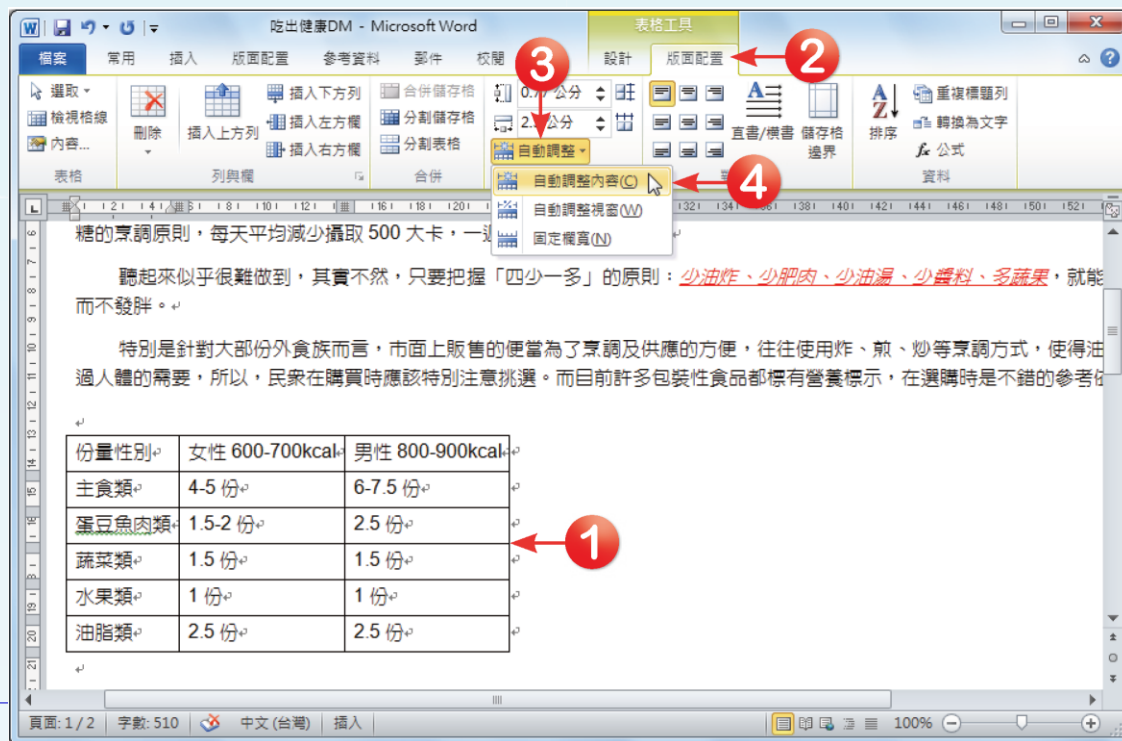 吃出健康DM - Microsoft Word
表格工具
檔案 常用 插入 版面配置 參考資料 郵件 校閱 設計 版面配置
2
3
選取
檢視格線
內容...
表格
刪除
插入上方列
插入下方列
插入左方欄
插入右方欄
列與欄
合併儲存格
分割儲存格
分割表格
合併
公分
公分
自動調整
自動調整內容(C)
自動調整視窗(W)
固定欄寬(N)
4
直書/橫書
儲存格邊界
排序
重複標題列
轉換為文字
公式
資料
糖的烹調原則,每天平均減少攝取 500 大卡,一
聽起來似乎很難做到,其實不然,只要把握「四少一多」的原則:少油炸、少肥肉、少油湯、少醬料、多蔬果,就能
而不發胖。
特別是針對大部份外食族而言,市面上販售的便當為了烹調及供應的方便,往往使用炸、煎、炒等烹調方式,使得油
過人體的需要,所以,民眾在購買時應該特別注意挑選。而目前許多包裝性食品都標有營養標示,在選購時是不錯的參考
份量性別 女性 600-700kcal 男性 800-900kcal
主食類 4-5 份 6-7.5 份
蛋豆魚肉類 1.5-2 份 2.5 份
蔬菜類 1.5 份 1.5 份
水果類 1 份 1 份
油脂類 2.5 份 2.5 份
1
頁面: 1 / 2 字數: 510 中文 (台灣) 插入 100%